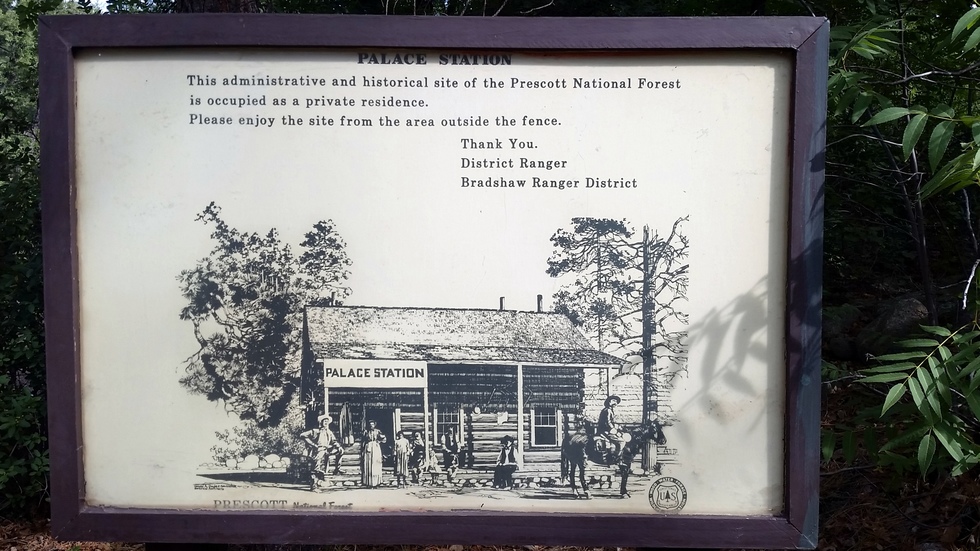 PALACE STATION
This administrative and historical site of the Prescott National Forest
is occupied as a private residence.
Please enjoy the site from the area outside the fence.
Thank You.
District Ranger
Bradshaw Ranger District
PALACE STATION
PRESCOTT National Forest
U S